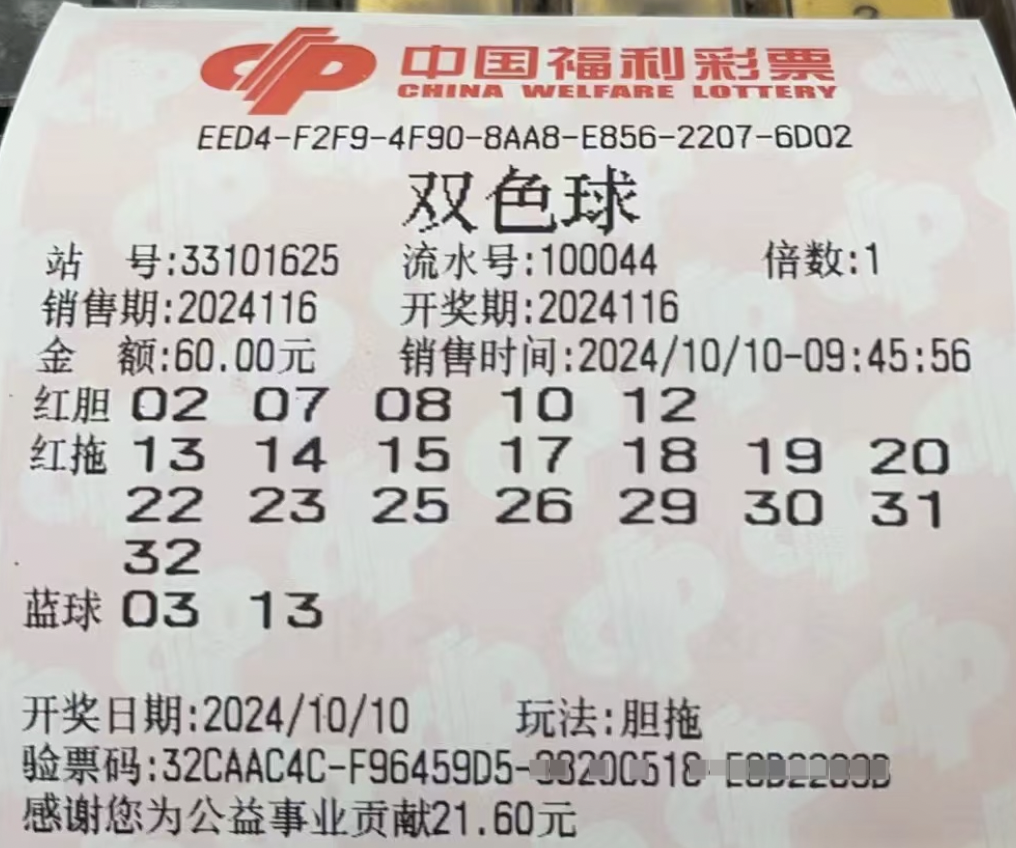 中国福利彩票
CHINA WELFARE LOTTERY
EED4-F2F9-4F90-8AA8-E856-2207-6D02
双色球
站 号:33101625 流水号:100044 倍数:1
销售期:2024116 开奖期:2024116
金 额:60.00元 销售时间:2024/10/10-09:45:56
红胆 02 07 08 10 12
红拖 13 14 15 17 18 19 20
22 23 25 26 29 30 31
32
蓝球 03 13
开奖日期:2024/10/10 玩法:胆拖
验票码:32CAAC4C-F96459D5-
感谢您为公益事业贡献21.60元